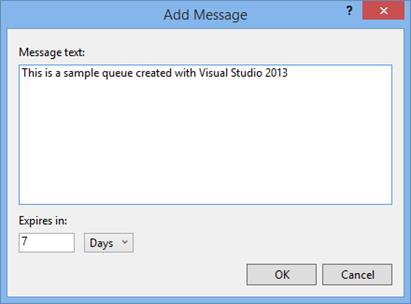 Add Message
?
Message text:
This is a sample queue created with Visual Studio 2013
Expires in:
7 Days
OK Cancel